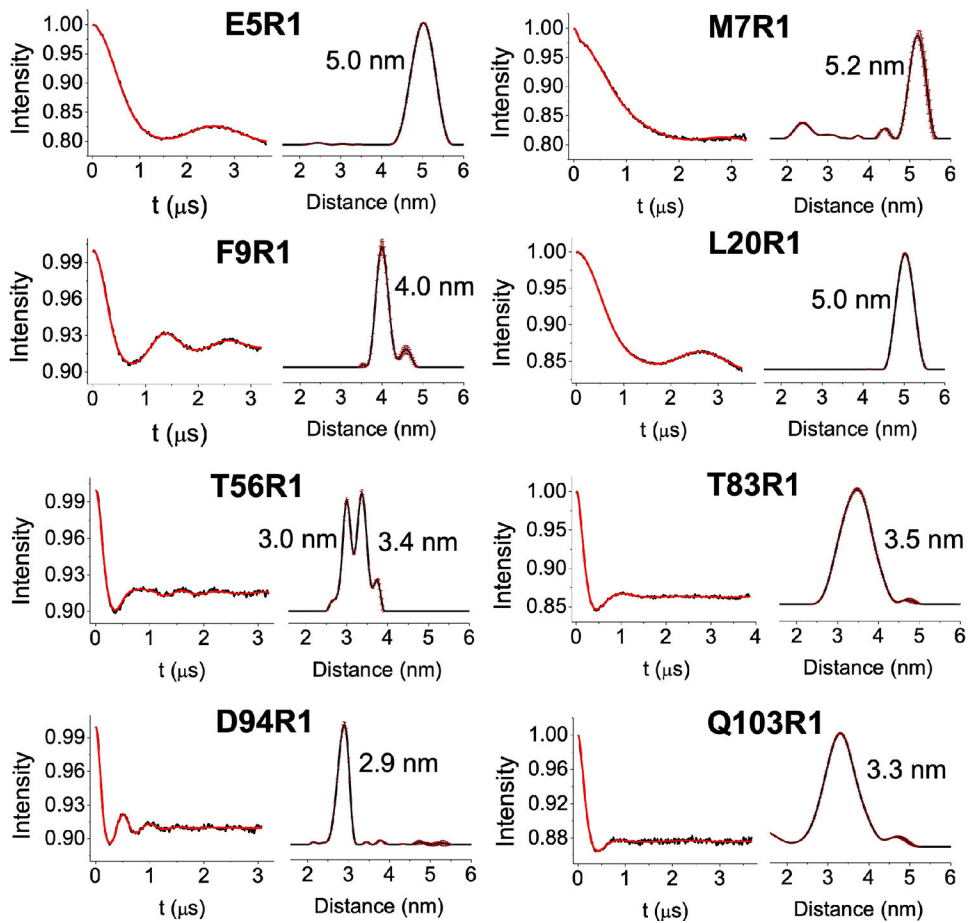 E5R1
Intensity
1.00
0.95
0.90
0.85
0.80
0 1 2 3
t (μs)
5.0 nm
2 3 4 5 6
Distance (nm)
M7R1
Intensity
1.00
0.95
0.90
0.85
0.80
0 1 2 3
t (μs)
5.2 nm
2 3 4 5 6
Distance (nm)
F9R1
Intensity
0.99
0.96
0.93
0.90
0 1 2 3
t (μs)
4.0 nm
2 3 4 5 6
Distance (nm)
L20R1
Intensity
1.00
0.95
0.90
0.85
0 1 2 3
t (μs)
5.0 nm
2 3 4 5 6
Distance (nm)
T56R1
Intensity
0.99
0.96
0.93
0.90
0 1 2 3
t (μs)
3.0 nm
3.4 nm
2 3 4 5 6
Distance (nm)
T83R1
Intensity
1.00
0.95
0.90
0.85
0 1 2 3 4
t (μs)
3.5 nm
2 3 4 5 6
Distance (nm)
D94R1
Intensity
0.99
0.96
0.93
0.90
0 1 2 3
t (μs)
2.9 nm
2 3 4 5 6
Distance (nm)
Q103R1
Intensity
1.00
0.96
0.92
0.88
0 1 2 3
t (μs)
3.3 nm
2 3 4 5 6
Distance (nm)